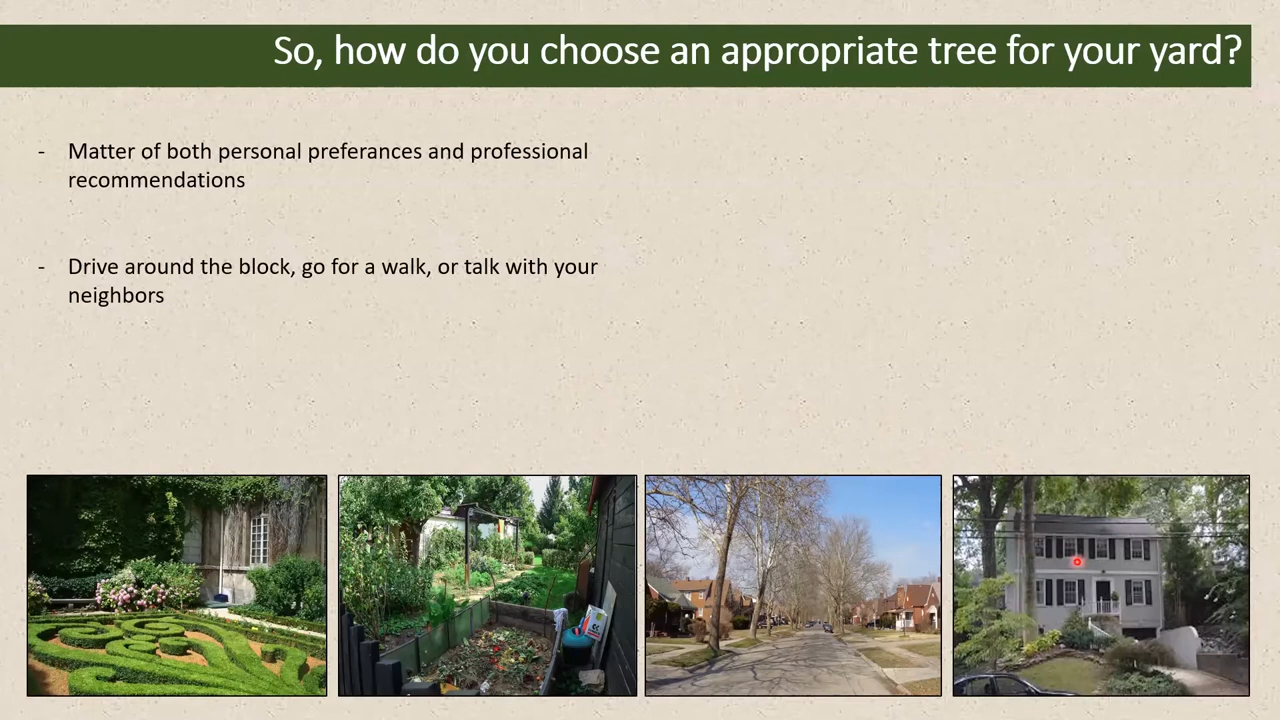 So, how do you choose an appropriate tree for your yard?
- Matter of both personal preferances and professional
recommendations
- Drive around the block, go for a walk, or talk with your
neighbors